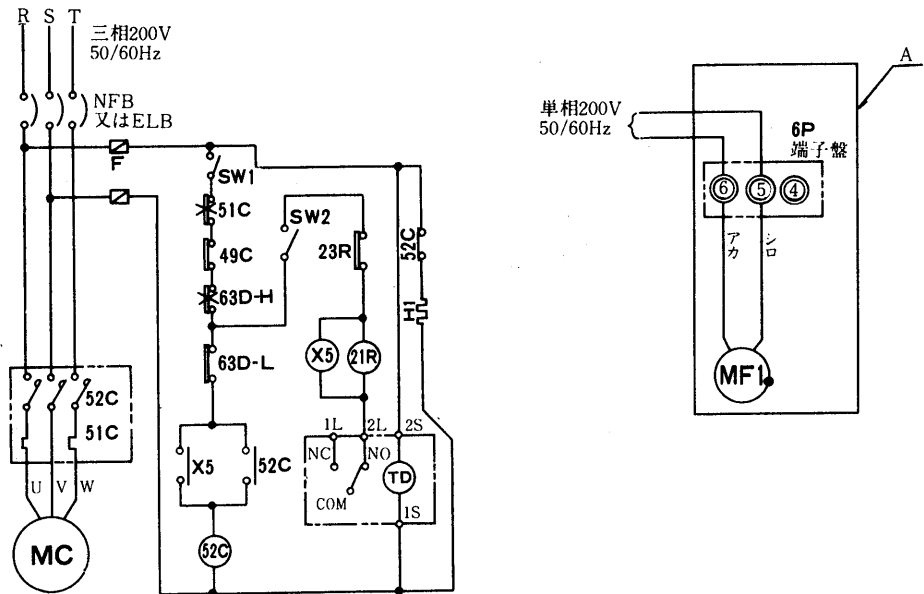 R S T
三相200V
50/60Hz
NFB
又はELB
F
SW1
51C
SW2
49C
23R
52C
63D-H
H1
X5
21R
63D-L
52C
51C
1L
2L
2S
X5
52C
NC
NO
TD
COM
U V W
1S
MC
52C
A
単相200V
50/60Hz
6P
端子盤
⑥ ⑤ ④
アカ
シロ
MF1